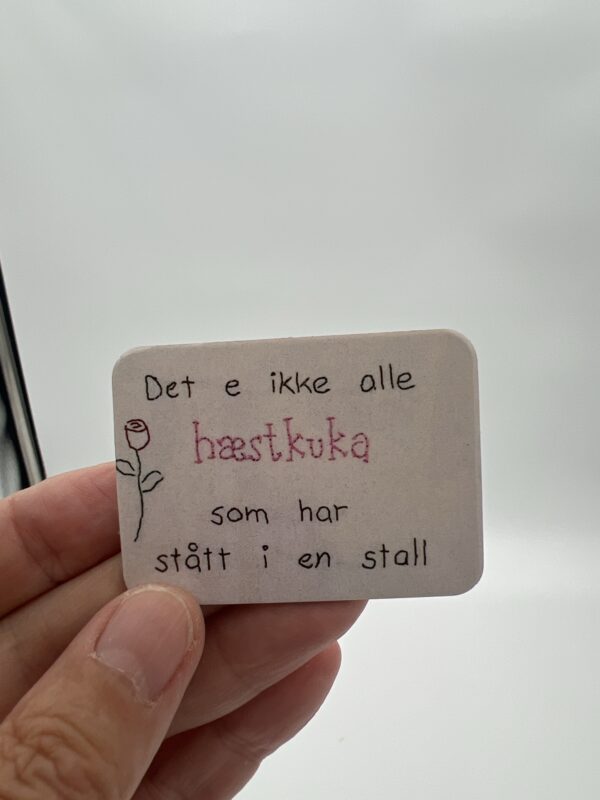 Det e ikke alle
hæstkuka
som har
stått i en stall